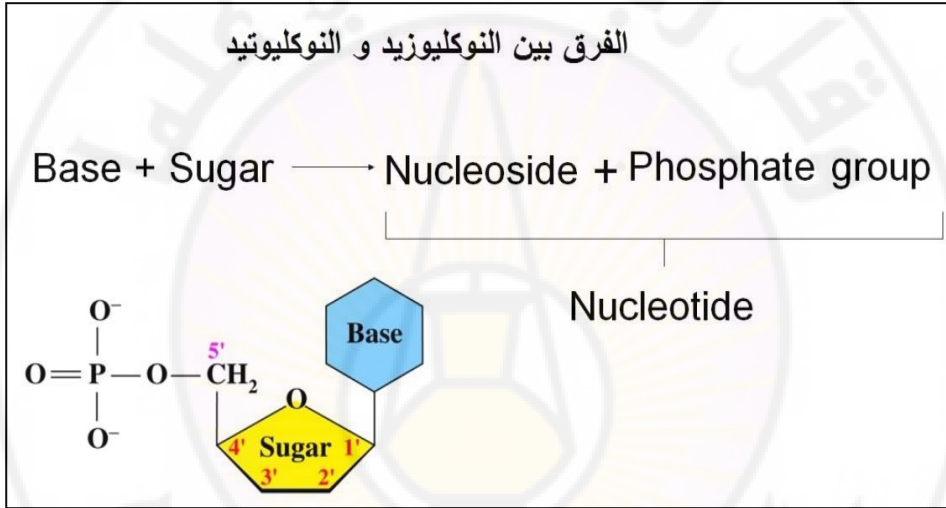 الفرق بين النوكليوزيد و النوكليوتيد
Base + Sugar ⟶ Nucleoside + Phosphate group
Nucleotide
O⁻
Base
5'
O=P—O—CH₂
O
O⁻
4' Sugar 1'
3' 2'